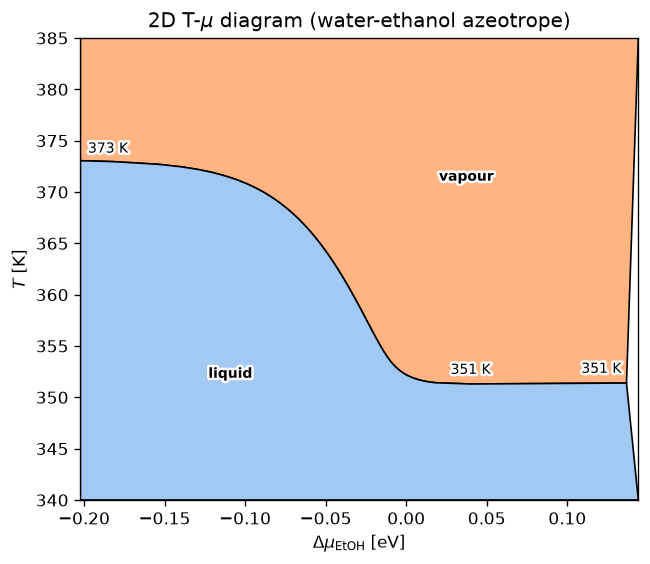 2D T-μ diagram (water-ethanol azeotrope)
385
380
375
370
365
360
355
350
345
340
T [K]
373 K
vapour
351 K
351 K
liquid
−0.20
−0.15
−0.10
−0.05
0.00
0.05
0.10
Δμ_EtOH [eV]